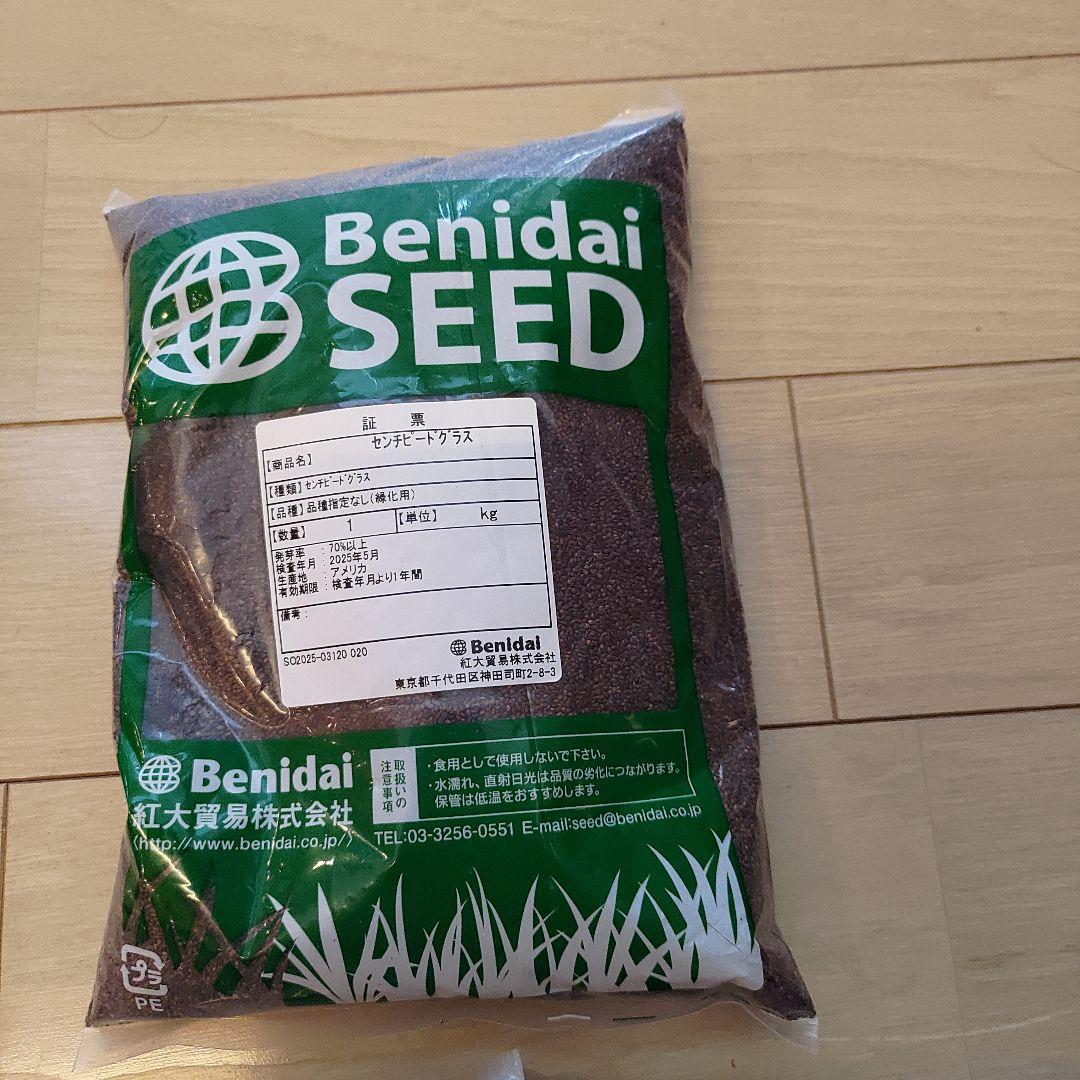 Benidai
SEED
証 票
センチピードグラス
【商品名】
【種類】センチピードグラス
【品種】品種指定なし(緑化用)
【数量】 1 【単位】 kg
発芽率 : 70%以上
検査年月 : 2025年5月
生産地 : アメリカ
有効期限 : 検査年月より1年間
備考 :
SO2025-03120 020
Benidai
紅大貿易株式会社
東京都千代田区神田司町2-8-3
Benidai
紅大貿易株式会社
〈http://www.benidai.co.jp/〉
取扱いの
注意事項
・食用として使用しないで下さい。
・水濡れ、直射日光は品質の劣化につながります。
保管は低温をおすすめします。
TEL:03-3256-0551 E-mail:seed@benidai.co.jp
プラ
PE